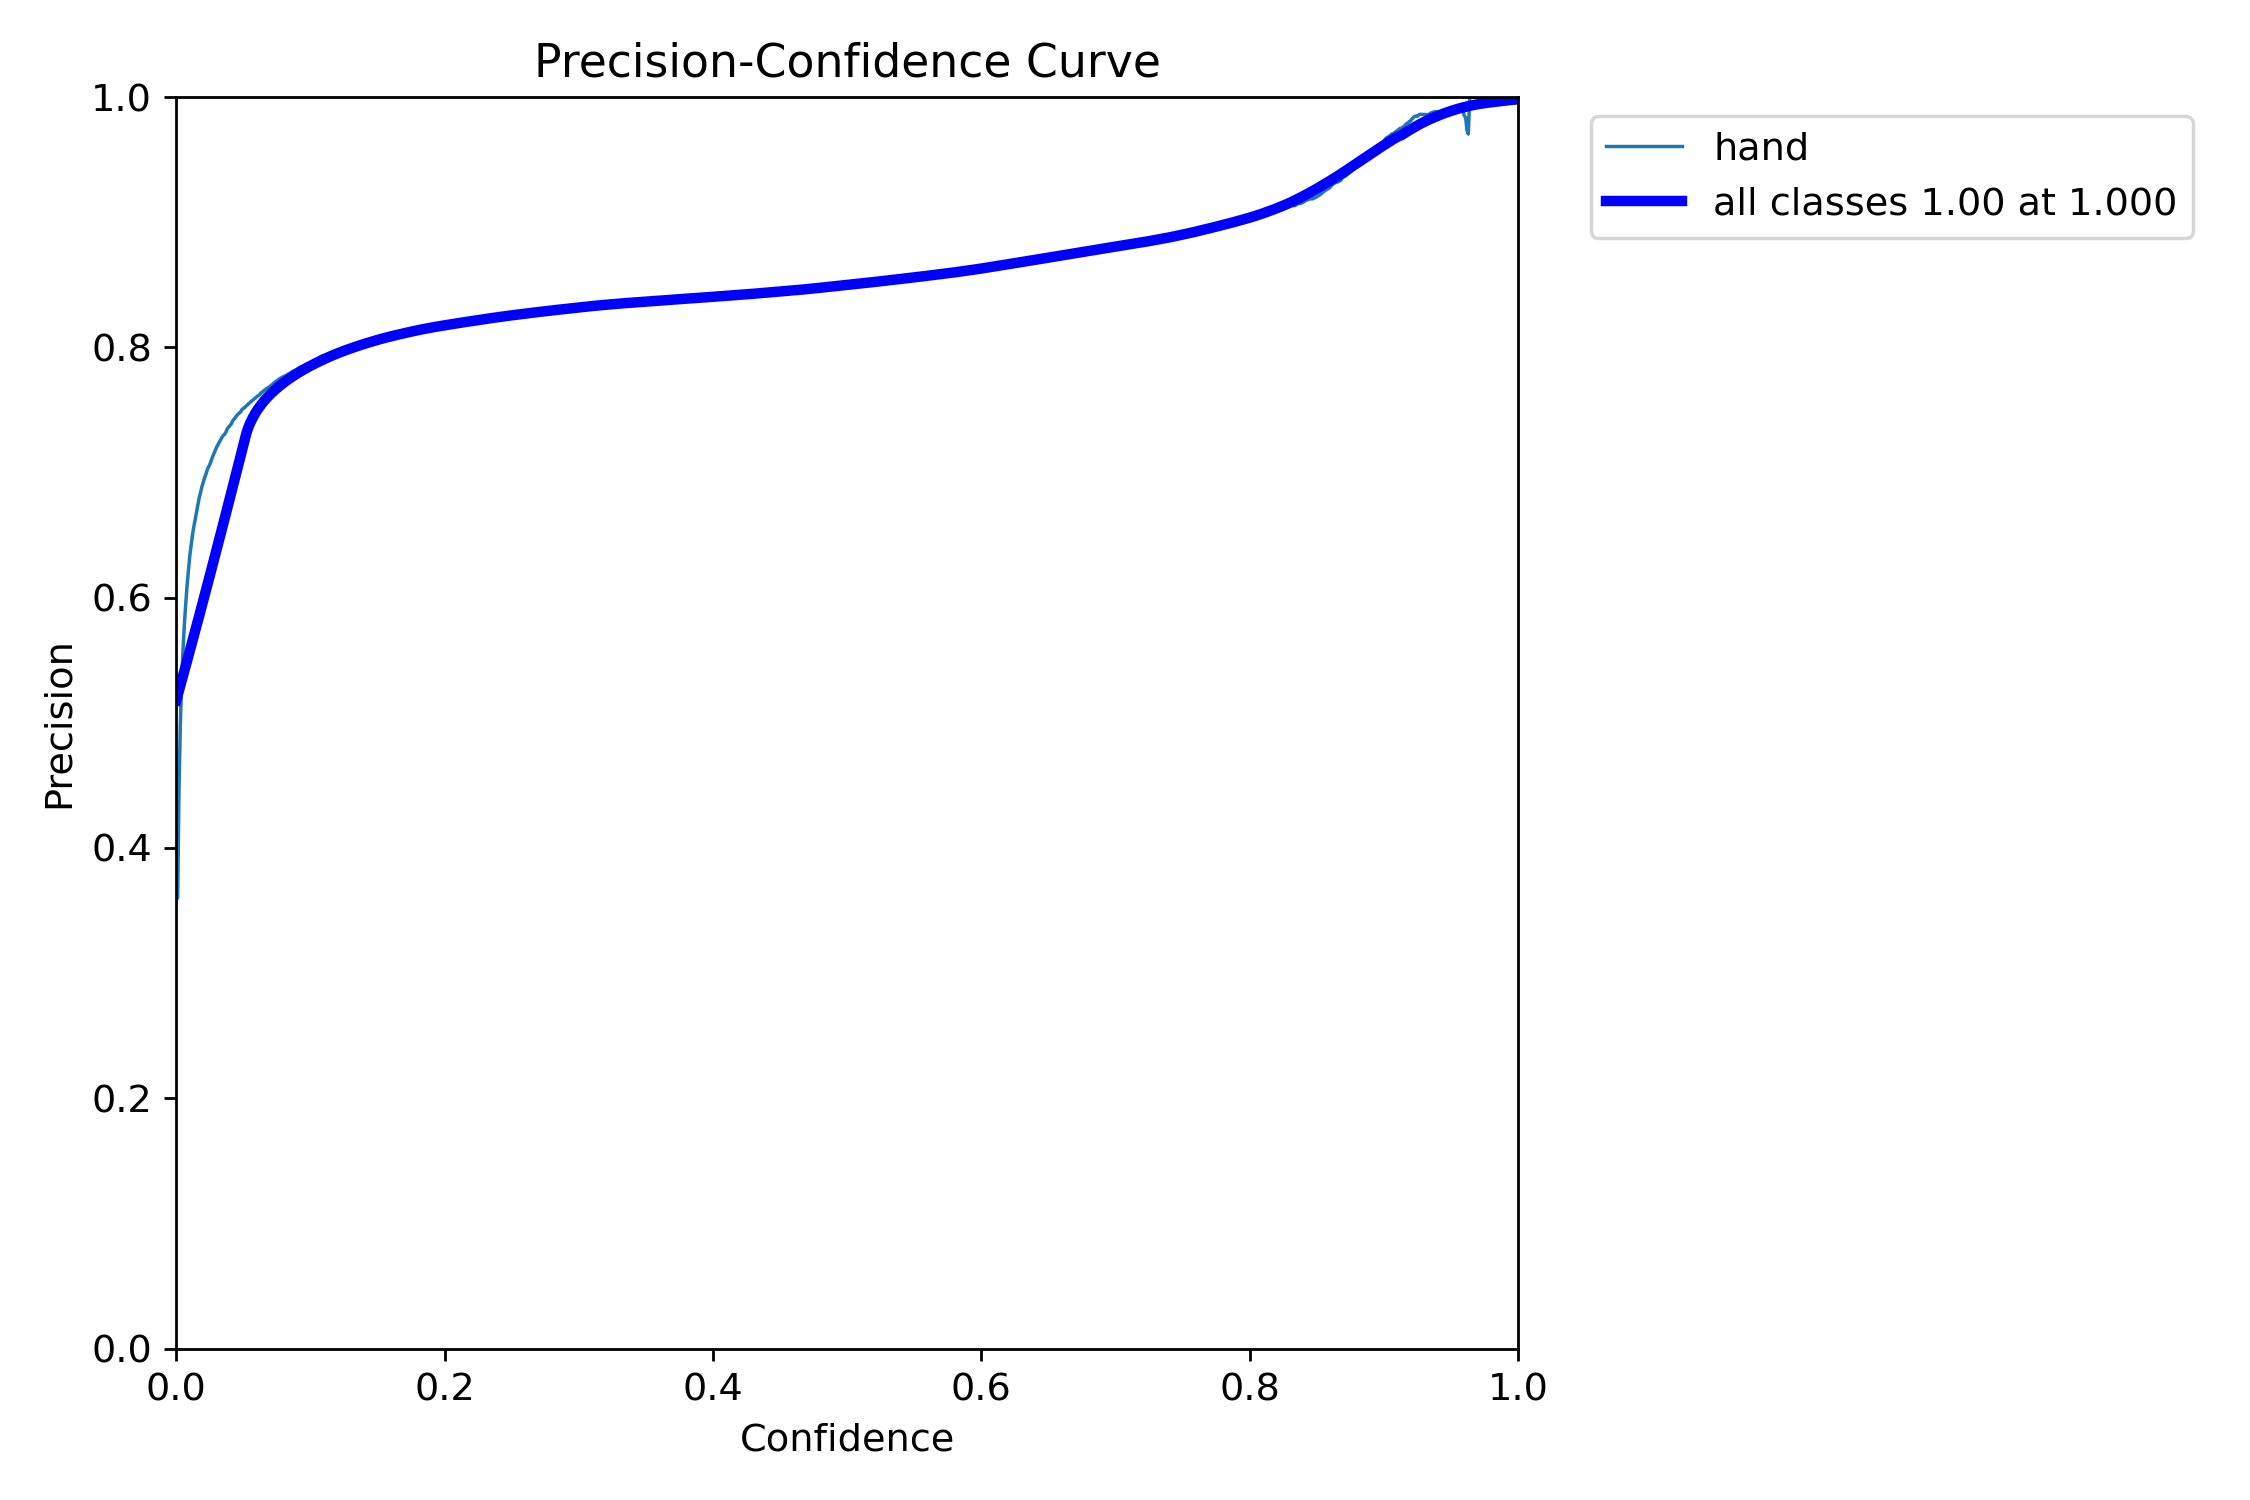 Precision-Confidence Curve
1.0
0.8
0.6
0.4
0.2
0.0
Precision
0.0 0.2 0.4 0.6 0.8 1.0
Confidence
hand
all classes 1.00 at 1.000